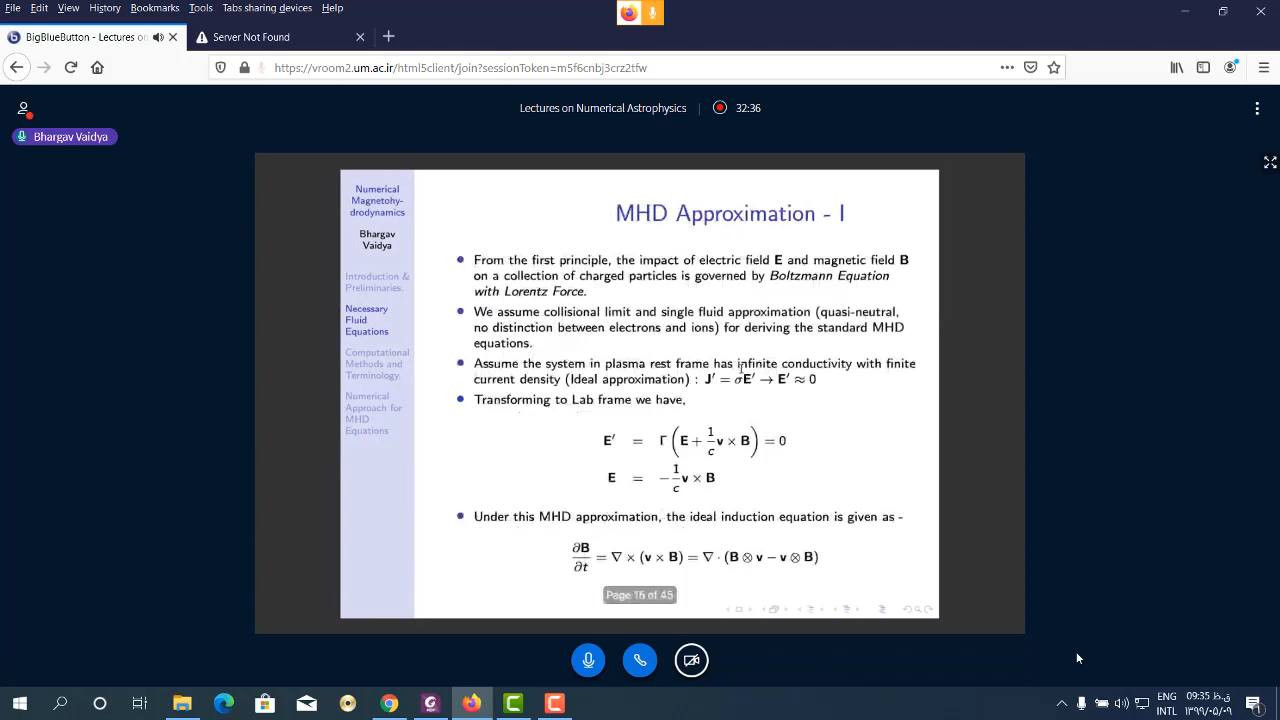 File Edit View History Bookmarks Tools Tab sharing devices Help
BigBlueButton - Lectures on
Server Not Found
https://vroom2.um.ac.ir/html5client/join?sessionToken=m5f6cnbj3crz2tfw
Lectures on Numerical Astrophysics 32:36
Bhargav Vaidya
Numerical
Magnetohy-
drodynamics
Bhargav
Vaidya
Introduction &
Preliminaries.
Necessary
Fluid
Equations
Computational
Methods and
Terminology.
Numerical
Approach for
MHD
Equations
MHD Approximation - I
From the first principle, the impact of electric field E and magnetic field B
on a collection of charged particles is governed by Boltzmann Equation
with Lorentz Force.
We assume collisional limit and single fluid approximation (quasi-neutral,
no distinction between electrons and ions) for deriving the standard MHD
equations.
Assume the system in plasma rest frame has infinite conductivity with finite
current density (Ideal approximation) : J′ = σE′ → E′ ≈ 0
Transforming to Lab frame we have,
E′ = Γ(E + 1/c v × B) = 0
E = −1/c v × B
Under this MHD approximation, the ideal induction equation is given as -
∂B/∂t = ∇ × (v × B) = ∇ · (B ⊗ v − v ⊗ B)
Page 16 of 45
ENG 09:35 ق.ظ
INTL ۱۳۹۹/۰۵/۰۹